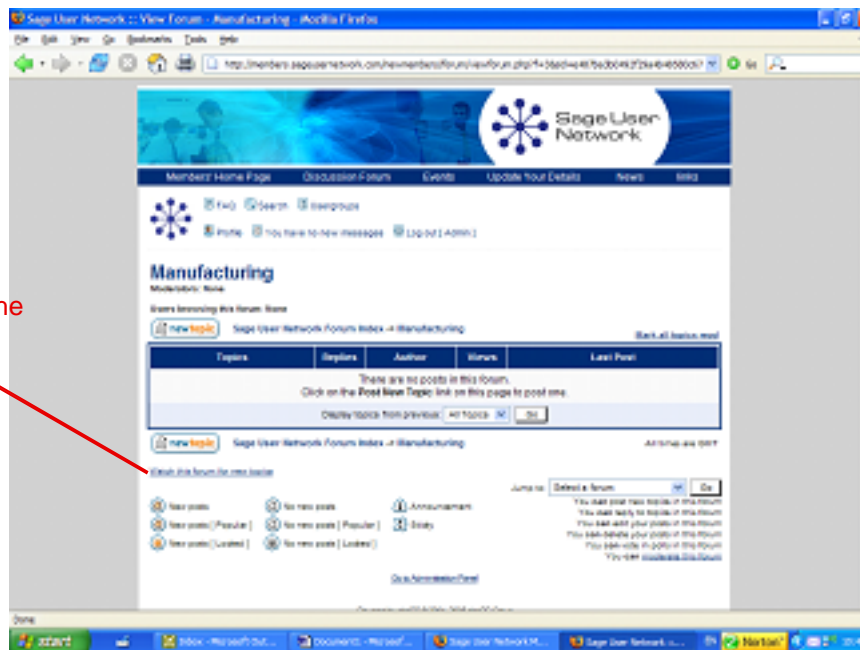 Sage User Network :: View Forum - Manufacturing - Mozilla Firefox
File Edit View Go Bookmarks Tools Help
Go
Sage User
Network
Members' Home Page Discussion Forum Events Update Your Details News links
FAQ Search Usergroups
Profile You have no new messages Log out [ Admin ]
Manufacturing
Moderators: None
Users browsing this forum: None
ne
newtopic Sage User Network Forum Index -> Manufacturing
Mark all topics read
Topics Replies Author Views Last Post
There are no posts in this forum.
Click on the Post New Topic link on this page to post one.
Display topics from previous: All Topics Go
newtopic Sage User Network Forum Index -> Manufacturing All times are GMT
Watch this forum for new topics
Jump to: Select a forum Go
New posts No new posts Announcement
New posts [ Popular ] No new posts [ Popular ] Sticky
New posts [ Locked ] No new posts [ Locked ]
You can post new topics in this forum
You can reply to topics in this forum
You can edit your posts in this forum
You can delete your posts in this forum
You can vote in polls in this forum
You can moderate this forum
Go to Administration Panel
Done
start Inbox - Microsoft Out... Document1 - Microsof... Sage User Network M... Sage User Network :... Norton